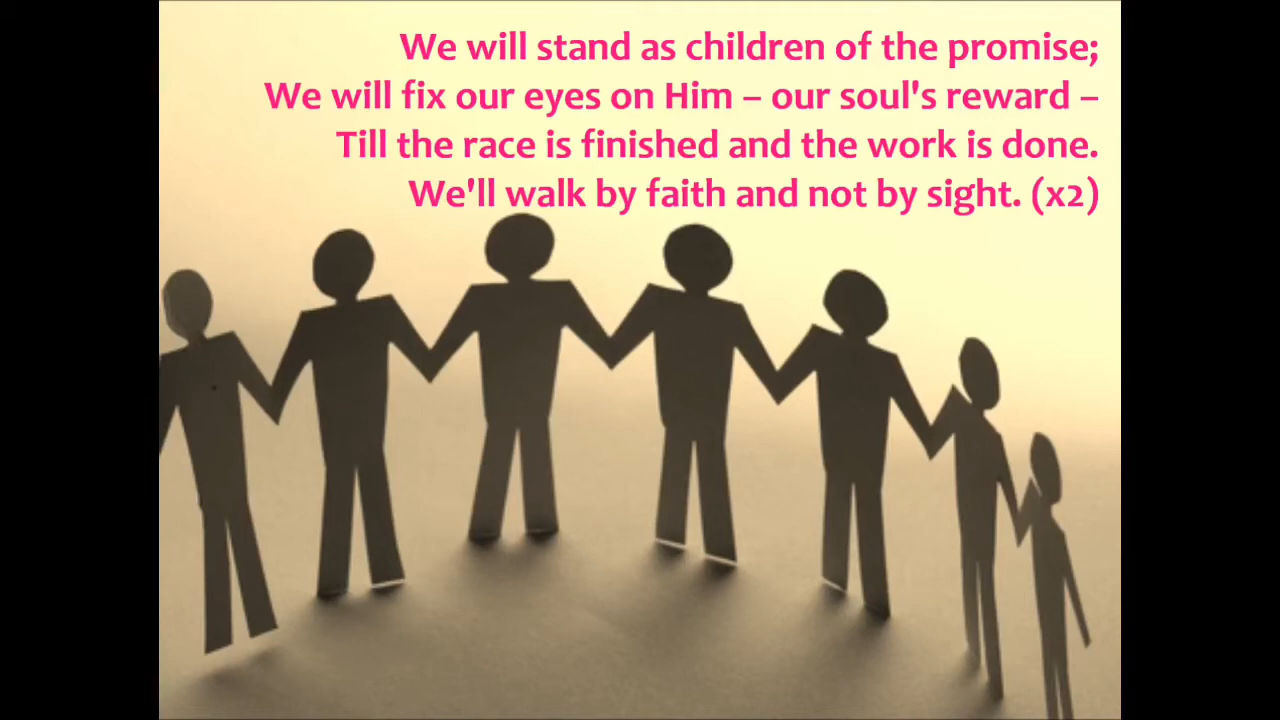 We will stand as children of the promise;
We will fix our eyes on Him – our soul's reward –
Till the race is finished and the work is done.
We'll walk by faith and not by sight. (x2)